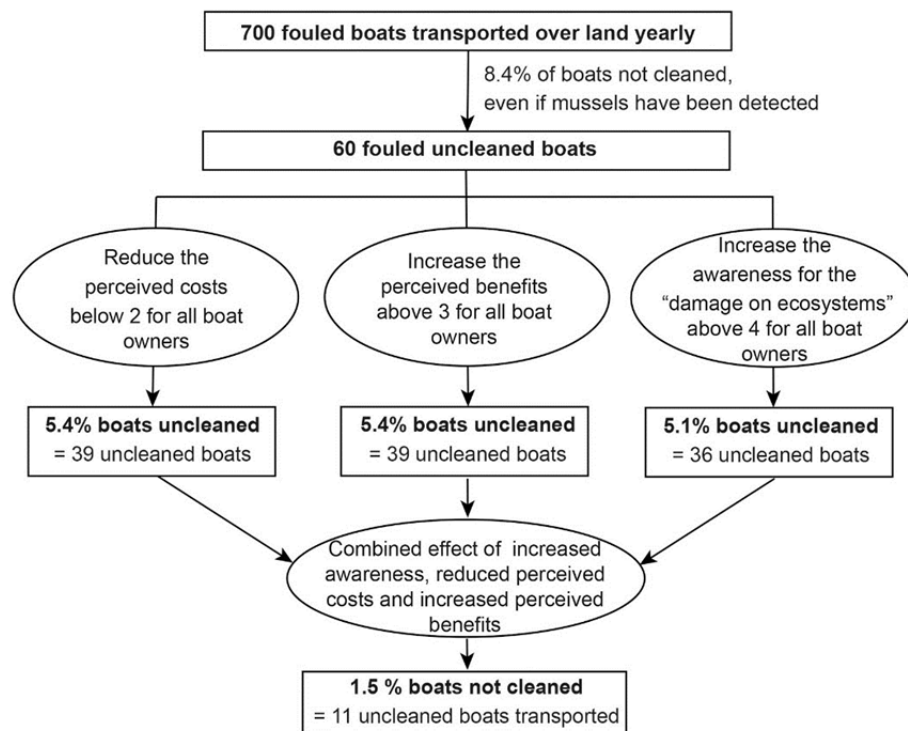 700 fouled boats transported over land yearly
8.4% of boats not cleaned,
even if mussels have been detected
60 fouled uncleaned boats
Reduce the
perceived costs
below 2 for all boat
owners
Increase the
perceived benefits
above 3 for all boat
owners
Increase the
awareness for the
“damage on ecosystems”
above 4 for all boat
owners
5.4% boats uncleaned
= 39 uncleaned boats
5.4% boats uncleaned
= 39 uncleaned boats
5.1% boats uncleaned
= 36 uncleaned boats
Combined effect of increased
awareness, reduced perceived
costs and increased perceived
benefits
1.5 % boats not cleaned
= 11 uncleaned boats transported